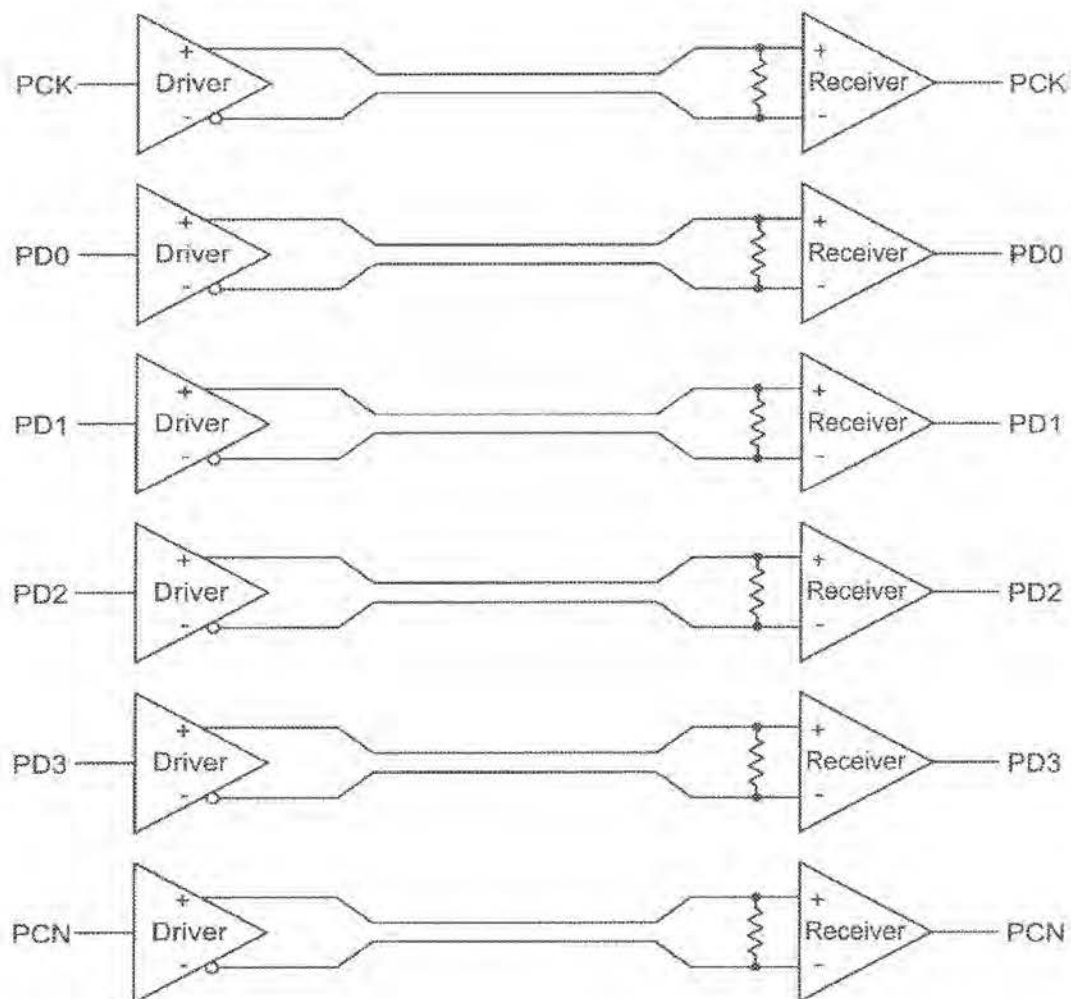 + +
PCK Driver Receiver PCK
- -
+ +
PD0 Driver Receiver PD0
- -
+ +
PD1 Driver Receiver PD1
- -
+ +
PD2 Driver Receiver PD2
- -
+ +
PD3 Driver Receiver PD3
- -
+ +
PCN Driver Receiver PCN
- -